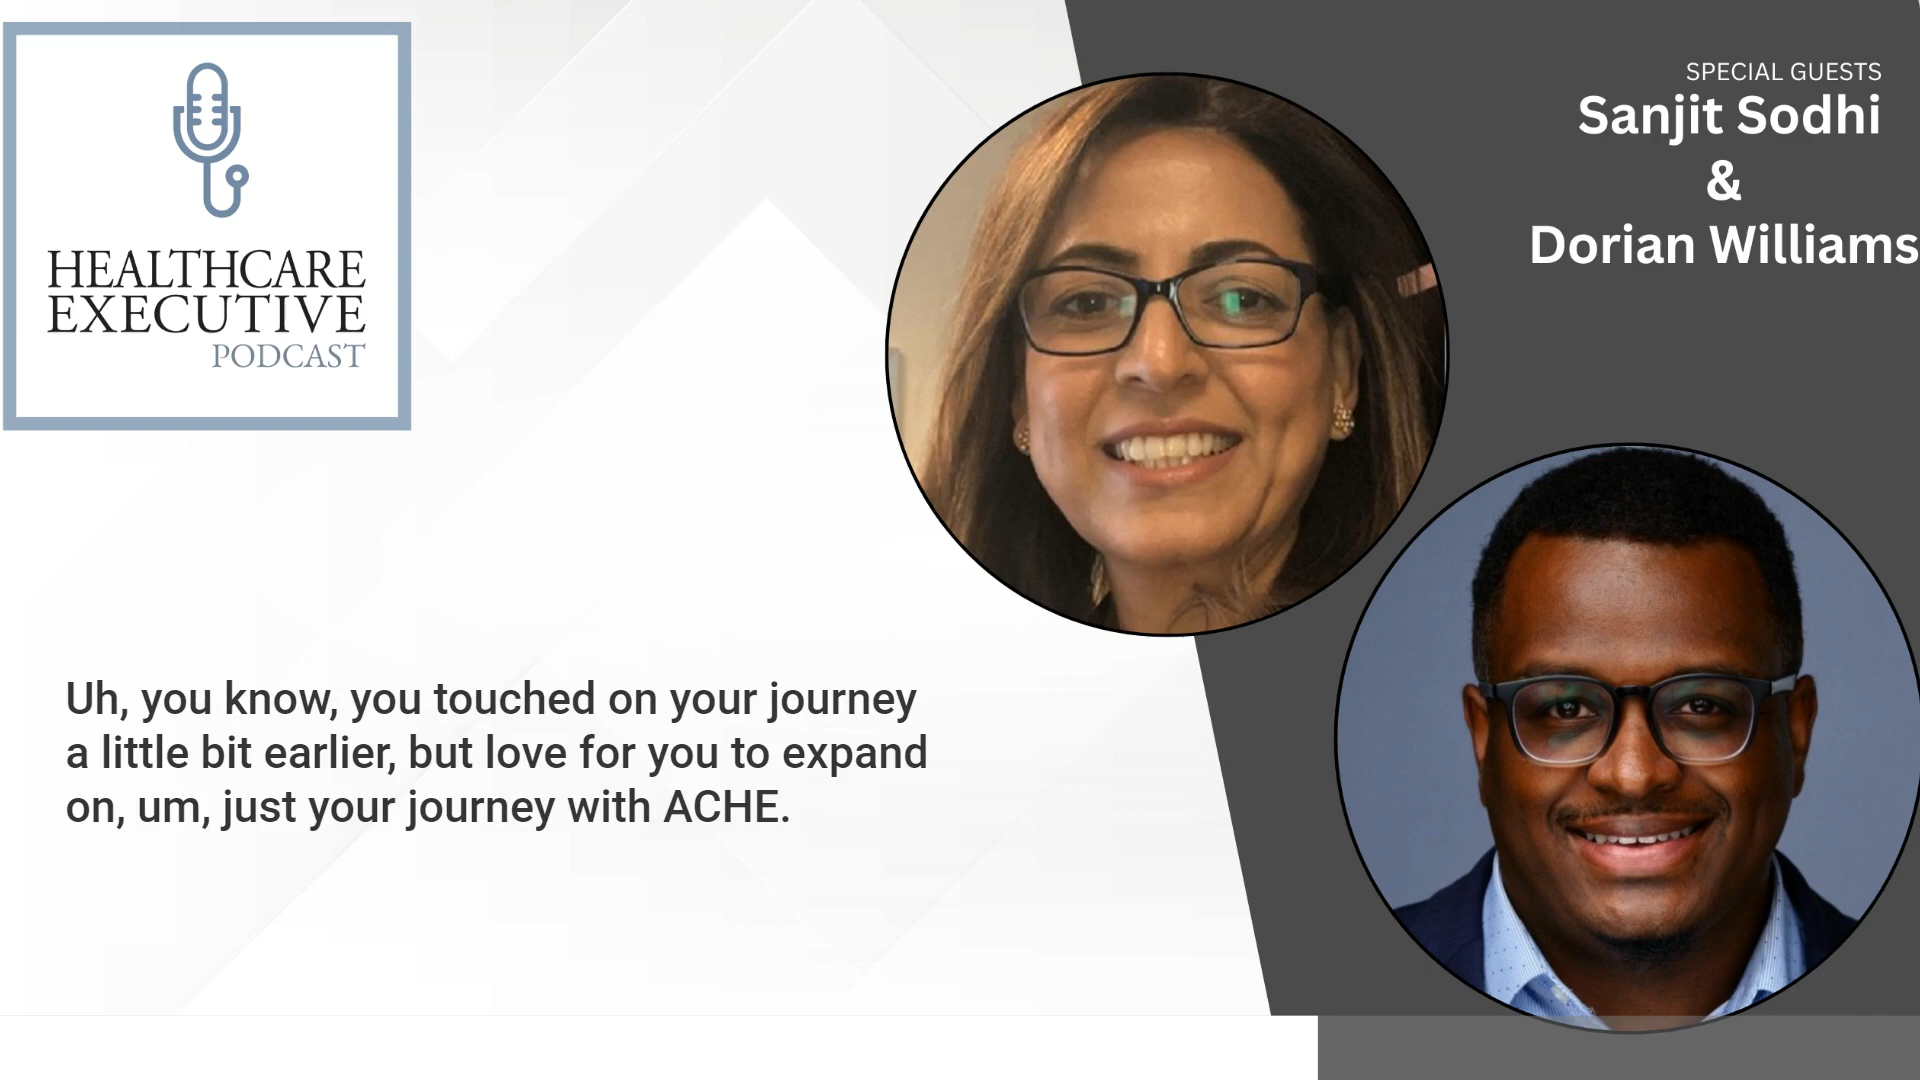 HEALTHCARE
EXECUTIVE
PODCAST
SPECIAL GUESTS
Sanjit Sodhi
&
Dorian Williams
Uh, you know, you touched on your journey
a little bit earlier, but love for you to expand
on, um, just your journey with ACHE.